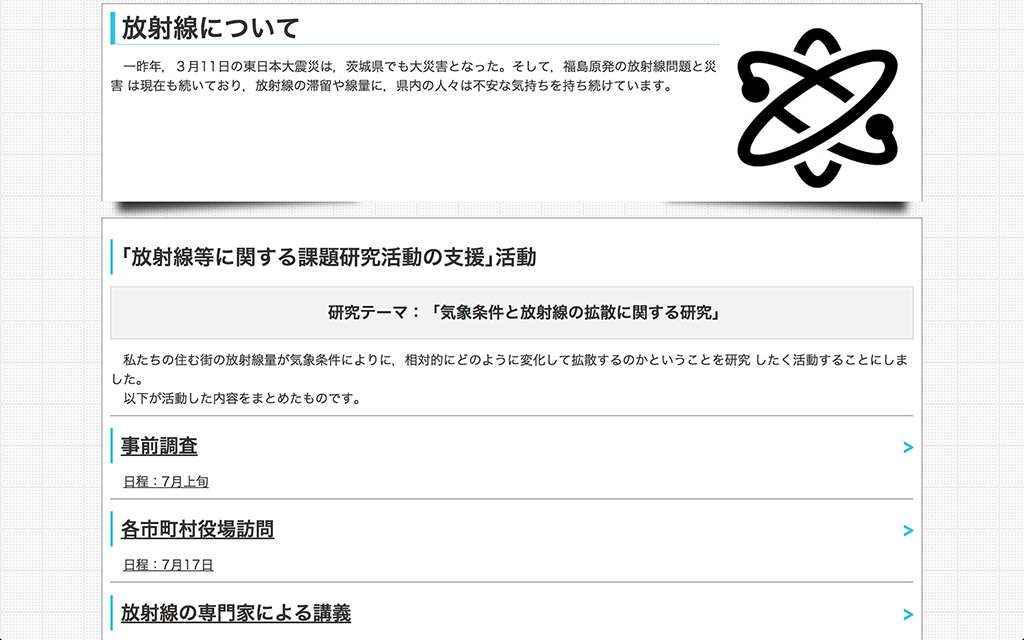 放射線について
一昨年，３月11日の東日本大震災は，茨城県でも大災害となった。そして，福島原発の放射線問題と災
害 は現在も続いており，放射線の滞留や線量に，県内の人々は不安な気持ちを持ち続けています。
｢放射線等に関する課題研究活動の支援｣活動
研究テーマ：「気象条件と放射線の拡散に関する研究」
私たちの住む街の放射線量が気象条件によりに，相対的にどのように変化して拡散するのかということを研究 したく活動することにしま
した。
以下が活動した内容をまとめたものです。
事前調査
>
日程：7月上旬
各市町村役場訪問
>
日程：7月17日
放射線の専門家による講義
>